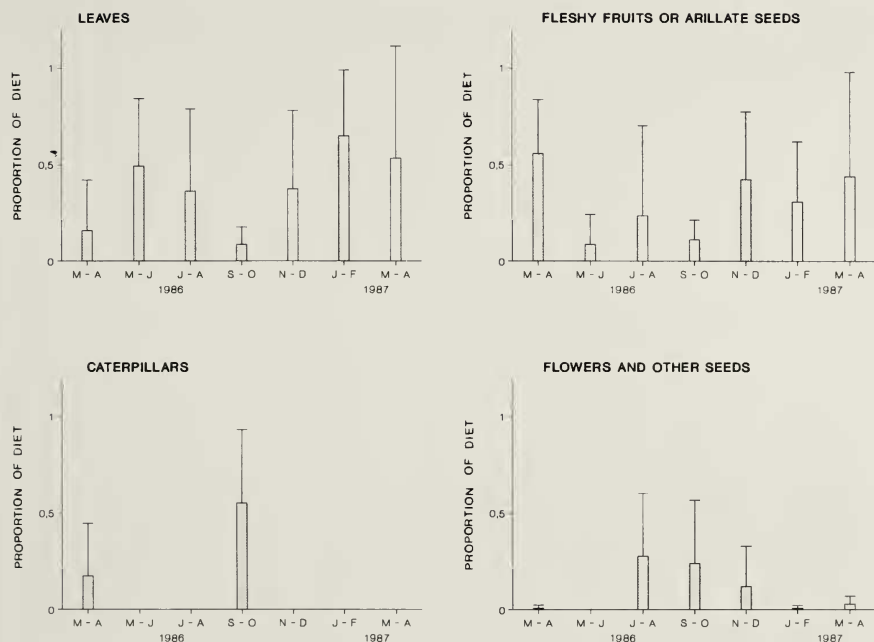 LEAVES
PROPORTION OF DIET
1
0,5
0
M - A M - J J - A S - O N - D J - F M - A
1986 1987
FLESHY FRUITS OR ARILLATE SEEDS
PROPORTION OF DIET
1
0,5
0
M - A M - J J - A S - O N - D J - F M - A
1986 1987
CATERPILLARS
PROPORTION OF DIET
1
0,5
0
M - A M - J J - A S - O N - D J - F M - A
1986 1987
FLOWERS AND OTHER SEEDS
PROPORTION OF DIET
1
0,5
0
M - A M - J J - A S - O N - D J - F M - A
1986 1987